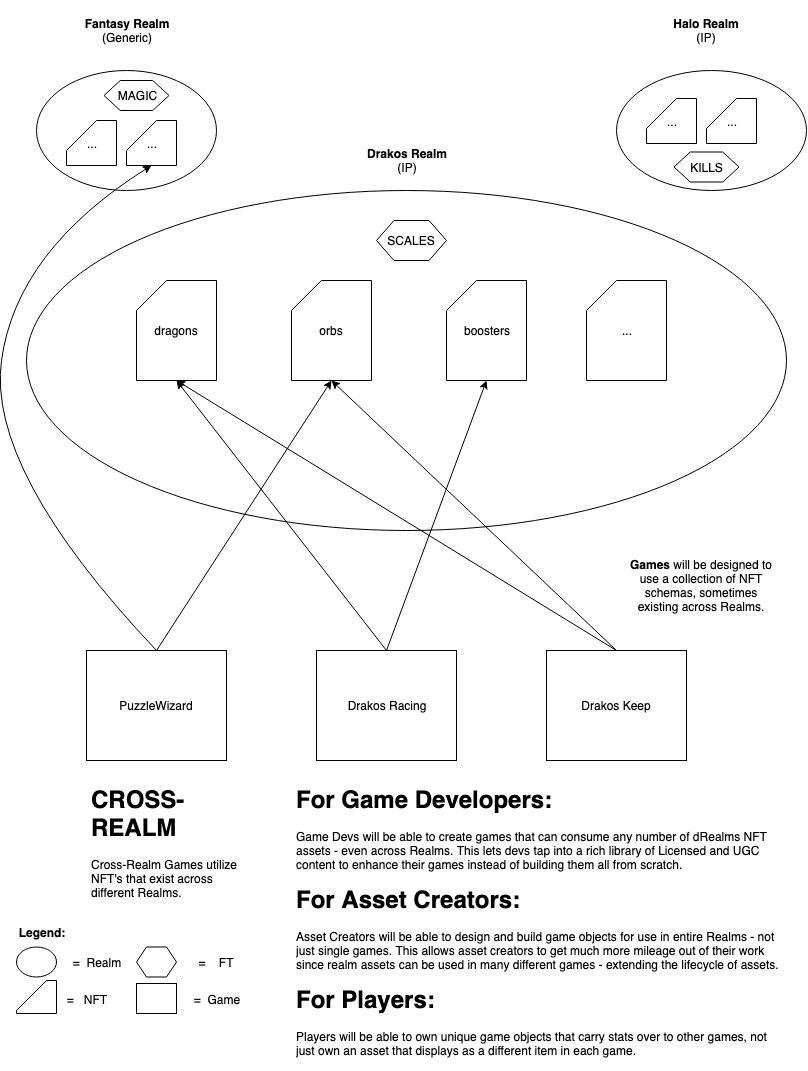 Fantasy Realm
(Generic)
Halo Realm
(IP)
MAGIC
...
...
...
...
KILLS
Drakos Realm
(IP)
SCALES
dragons
orbs
boosters
...
Games will be designed to
use a collection of NFT
schemas, sometimes
existing across Realms.
PuzzleWizard
Drakos Racing
Drakos Keep
CROSS-
REALM
Cross-Realm Games utilize
NFT's that exist across
different Realms.
For Game Developers:
Game Devs will be able to create games that can consume any number of dRealms NFT
assets - even across Realms. This lets devs tap into a rich library of Licensed and UGC
content to enhance their games instead of building them all from scratch.
For Asset Creators:
Asset Creators will be able to design and build game objects for use in entire Realms - not
just single games. This allows asset creators to get much more mileage out of their work
since realm assets can be used in many different games - extending the lifecycle of assets.
For Players:
Players will be able to own unique game objects that carry stats over to other games, not
just own an asset that displays as a different item in each game.
Legend:
= Realm
= FT
= NFT
= Game